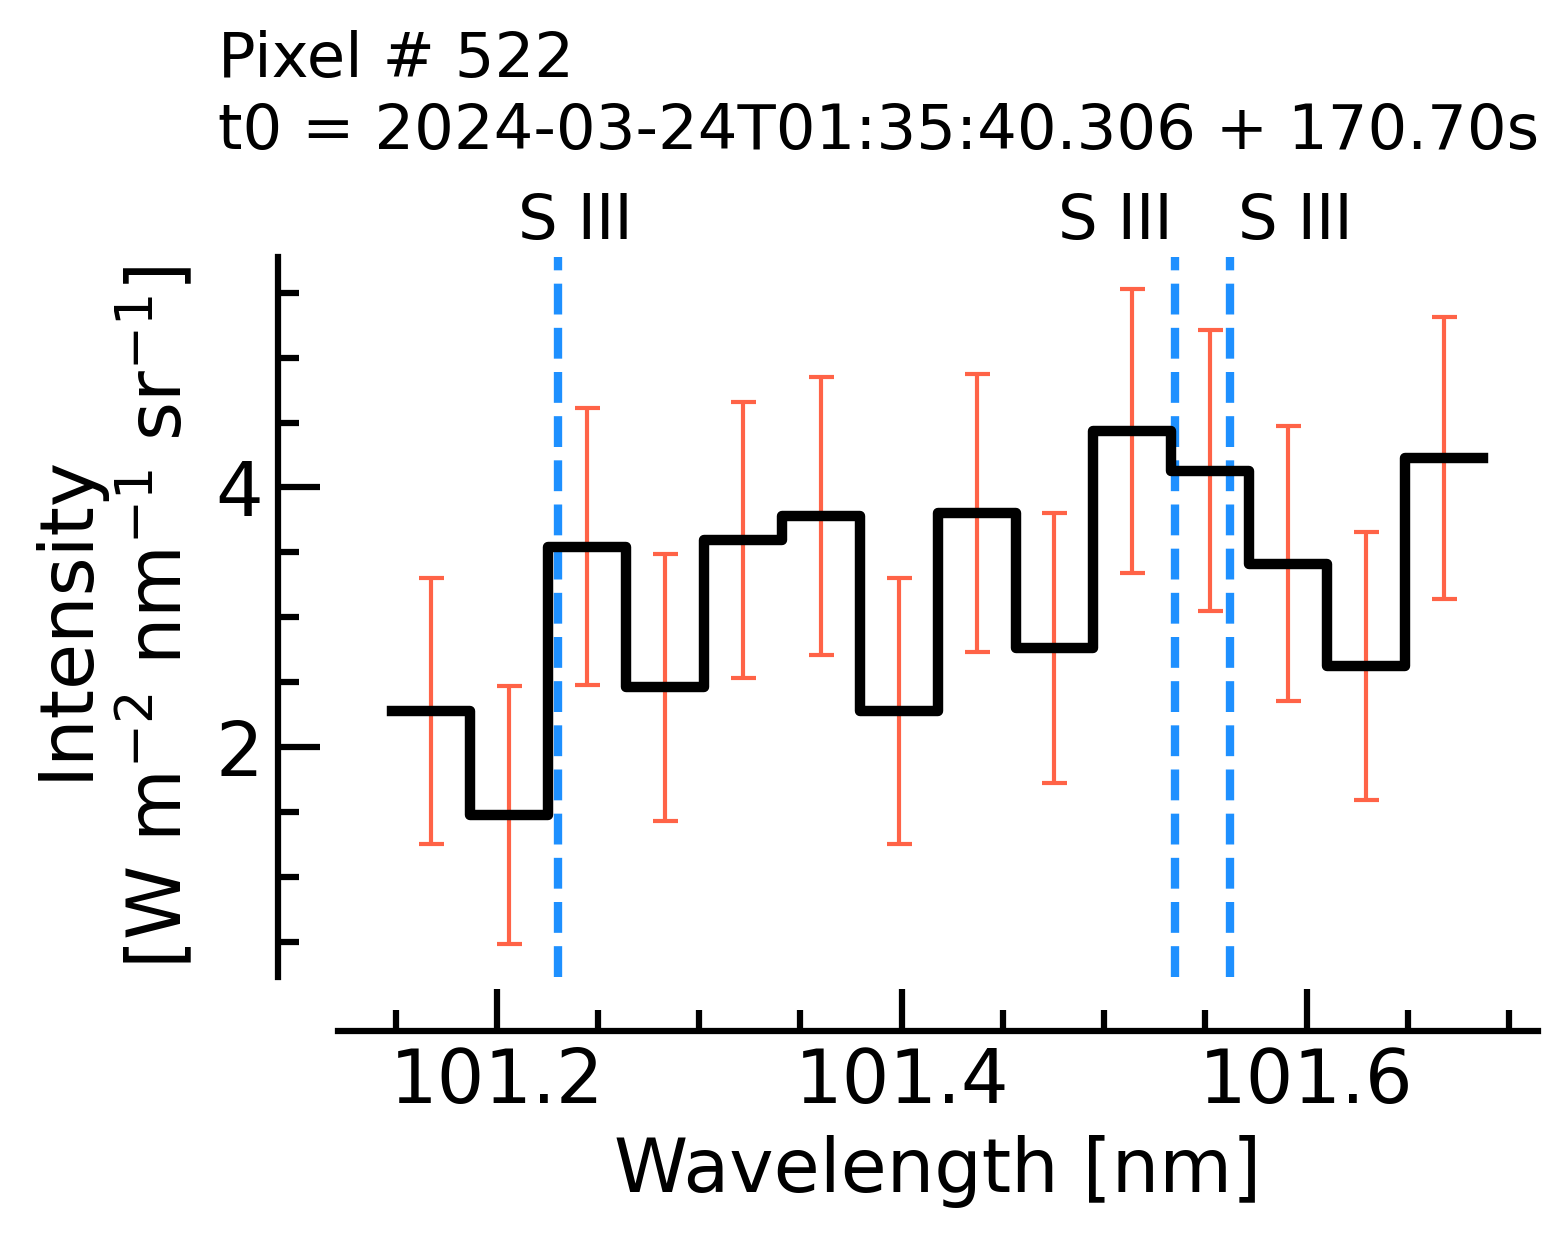 Pixel # 522
t0 = 2024-03-24T01:35:40.306 + 170.70s
S III S III S III
Intensity
[W m⁻² nm⁻¹ sr⁻¹]
4
2
101.2 101.4 101.6
Wavelength [nm]